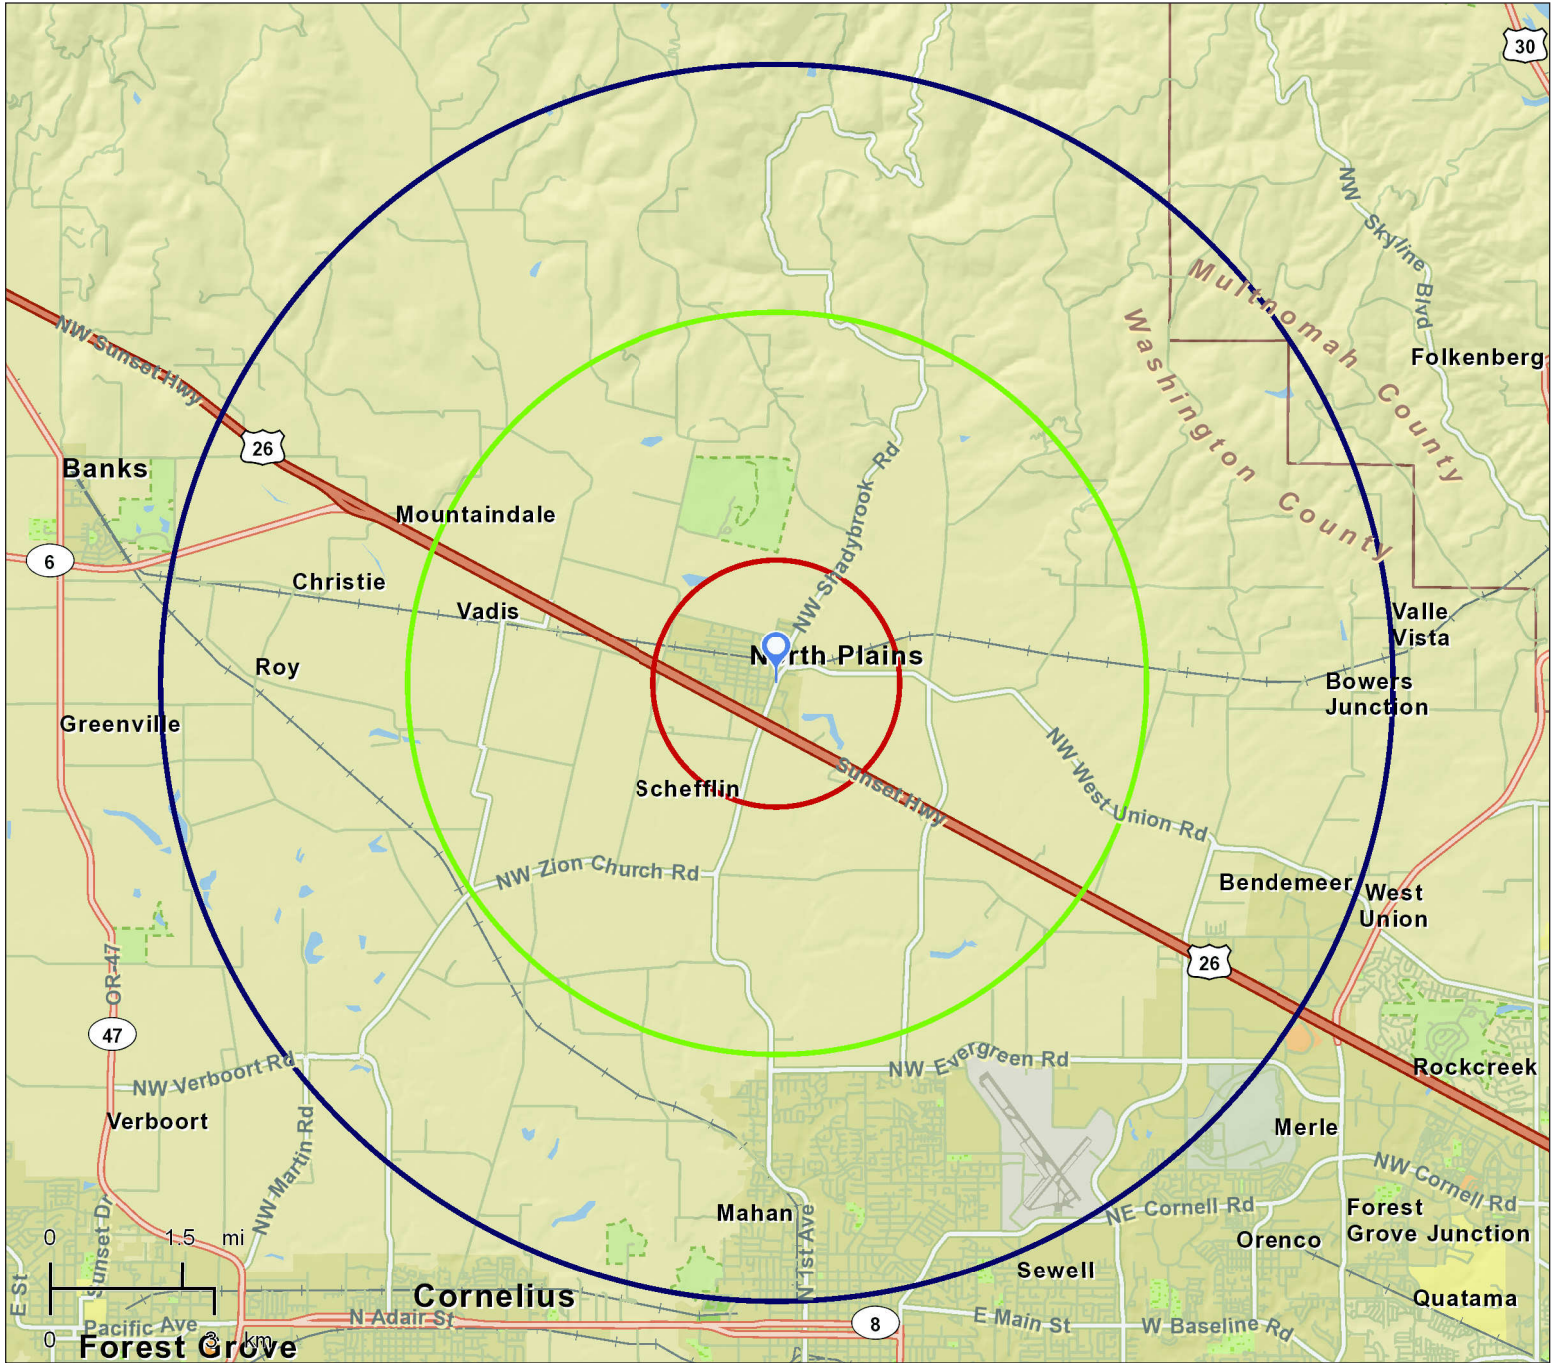 30
NW Skyline Blvd
Multnomah County
Washington County
NW Sunset Hwy
Folkenberg
26
Banks
NW Shadybrook Rd
Mountaindale
6
Christie
Vadis
Valle
Vista
North Plains
Roy
Bowers
Junction
Greenville
NW West Union Rd
Schefflin
Sunset Hwy
NW Zion Church Rd
Bendemeer
West
Union
OR-47
26
47
NW Verboort Rd
NW Evergreen Rd
Rockcreek
Verboort
Merle
NW Martin Rd
NW Cornell Rd
Mahan
N 1st Ave
NE Cornell Rd
Forest
Grove Junction
Sunset Dr
0 1.5 mi
Orenco
Sewell
E St
Cornelius
Quatama
N Adair St
8
E Main St
W Baseline Rd
Pacific Ave
0 3 km
Forest Grove